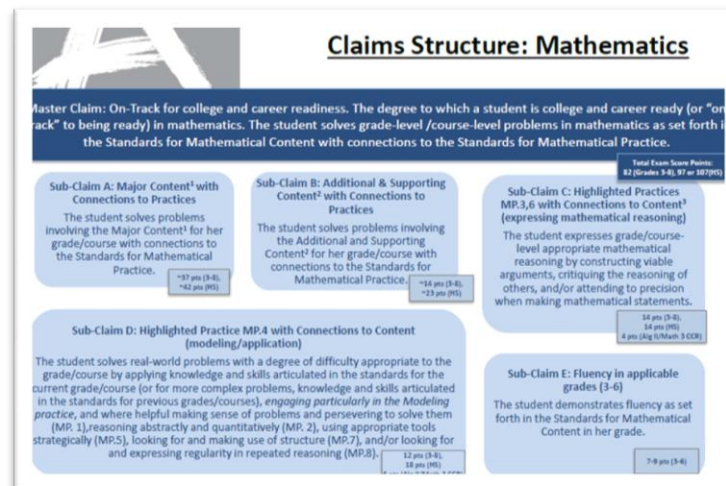 Claims Structure: Mathematics
Master Claim: On-Track for college and career readiness. The degree to which a student is college and career ready (or "on
track" to being ready) in mathematics. The student solves grade-level /course-level problems in mathematics as set forth i
the Standards for Mathematical Content with connections to the Standards for Mathematical Practice.
Total Exam Score Points:
82 (Grades 3-8), 97 or 107(HS)
Sub-Claim A: Major Content¹ with
Connections to Practices
The student solves problems
involving the Major Content¹ for her
grade/course with connections to
the Standards for Mathematical
Practice.
~37 pts (3-8),
~42 pts (HS)
Sub-Claim B: Additional & Supporting
Content² with Connections to
Practices
The student solves problems involving
the Additional and Supporting
Content² for her grade/course with
connections to the Standards for
Mathematical Practice.
~14 pts (3-8),
~23 pts (HS)
Sub-Claim C: Highlighted Practices
MP.3,6 with Connections to Content³
(expressing mathematical reasoning)
The student expresses grade/course-
level appropriate mathematical
reasoning by constructing viable
arguments, critiquing the reasoning of
others, and/or attending to precision
when making mathematical statements.
14 pts (3-8),
14 pts (HS)
4 pts (Alg II/Math 3 CCR)
Sub-Claim D: Highlighted Practice MP.4 with Connections to Content
(modeling/application)
The student solves real-world problems with a degree of difficulty appropriate to the
grade/course by applying knowledge and skills articulated in the standards for the
current grade/course (or for more complex problems, knowledge and skills articulated
in the standards for previous grades/courses), engaging particularly in the Modeling
practice, and where helpful making sense of problems and persevering to solve them
(MP. 1),reasoning abstractly and quantitatively (MP. 2), using appropriate tools
strategically (MP.5), looking for and making use of structure (MP.7), and/or looking for
and expressing regularity in repeated reasoning (MP.8).
12 pts (3-8),
18 pts (HS)
Sub-Claim E: Fluency in applicable
grades (3-6)
The student demonstrates fluency as set
forth in the Standards for Mathematical
Content in her grade.
7-9 pts (3-6)